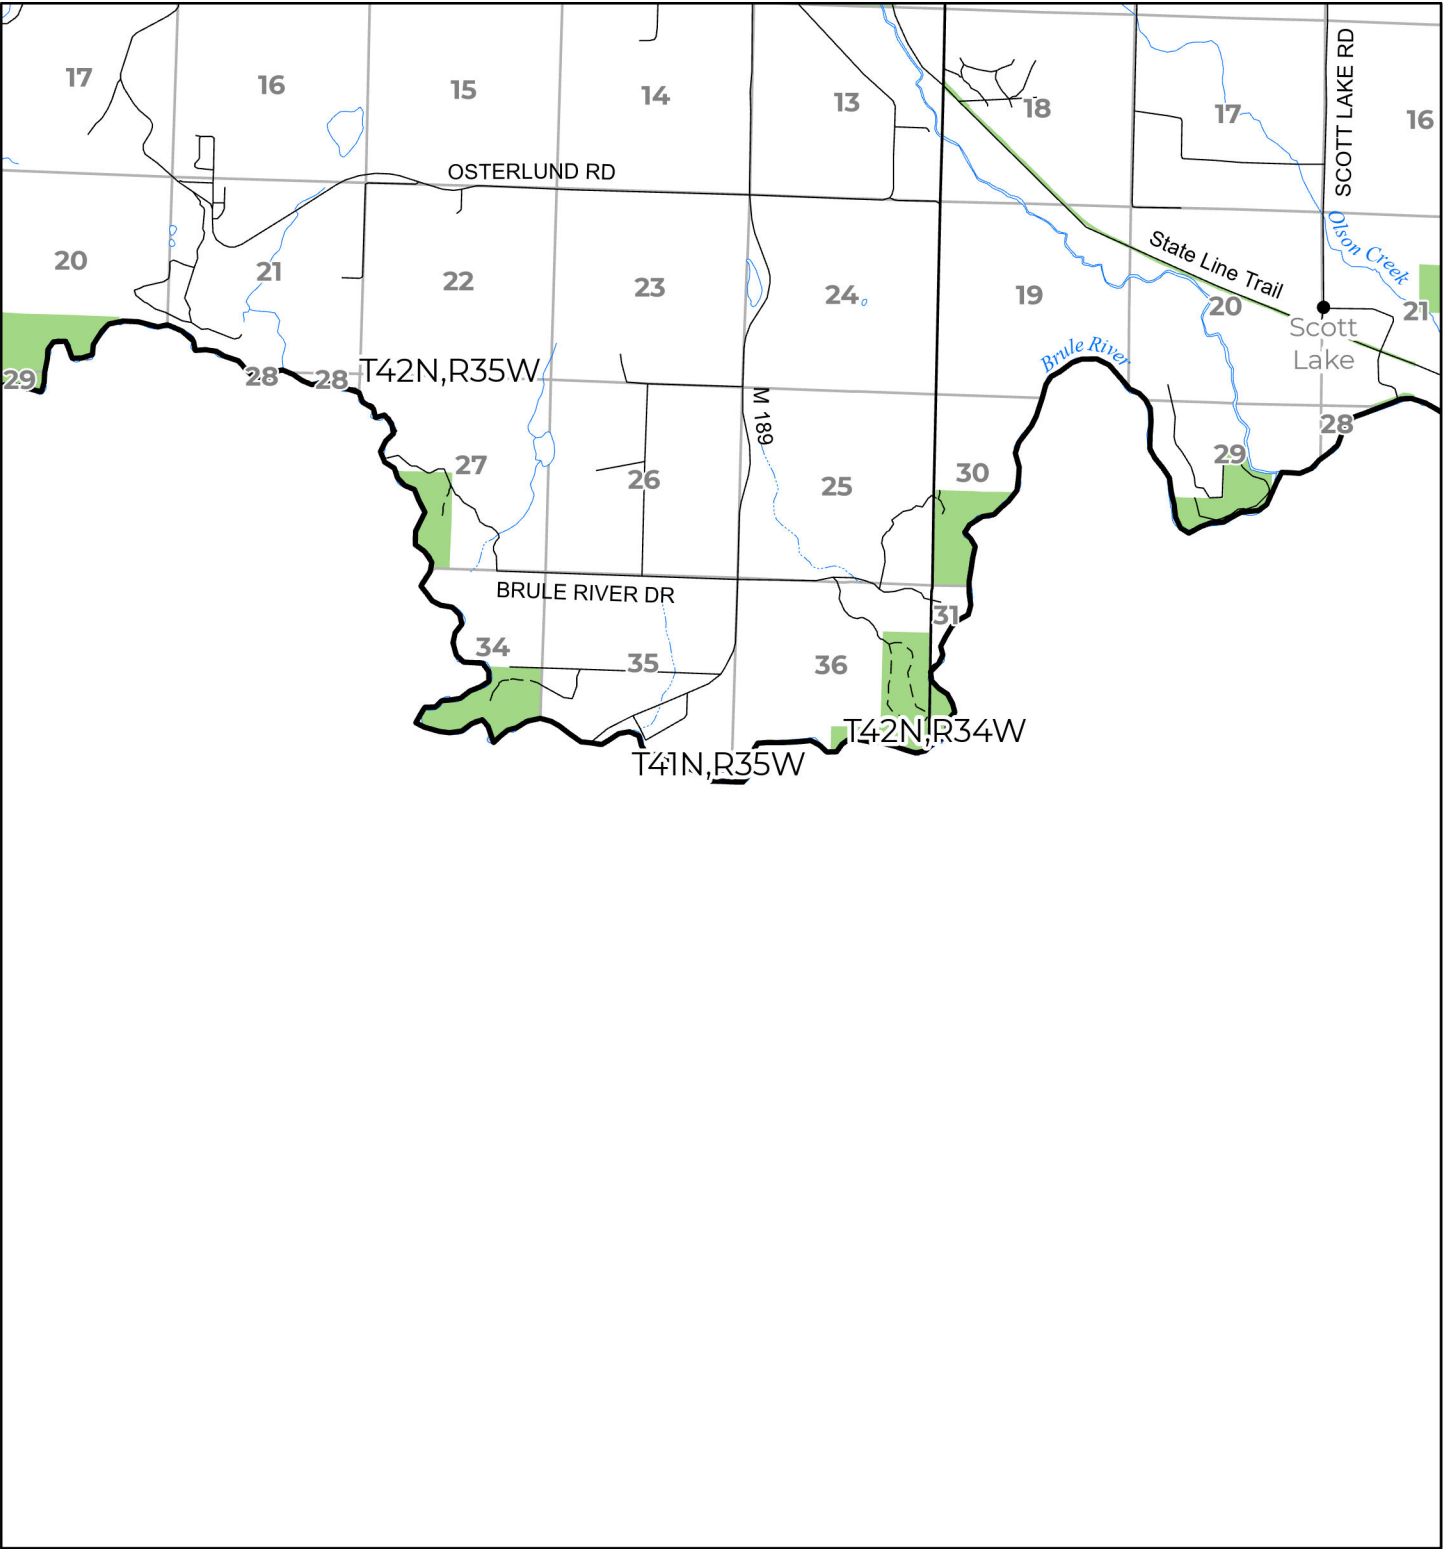 17
16
15
14
13
18
17
16
SCOTT LAKE RD
OSTERLUND RD
20
21
22
23
24
19
20
21
State Line Trail
Olson Creek
Scott
Lake
Brule River
29
28
28
T42N,R35W
M 189
27
26
25
30
29
28
BRULE RIVER DR
34
35
36
31
T42N,R34W
T41N,R35W